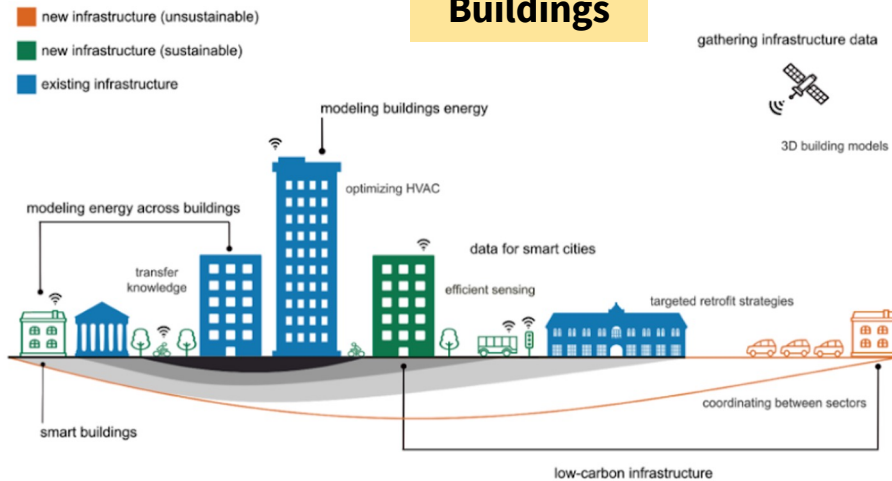 Buildings
new infrastructure (unsustainable)
new infrastructure (sustainable)
existing infrastructure
gathering infrastructure data
3D building models
modeling buildings energy
optimizing HVAC
modeling energy across buildings
transfer
knowledge
data for smart cities
efficient sensing
targeted retrofit strategies
coordinating between sectors
smart buildings
low-carbon infrastructure